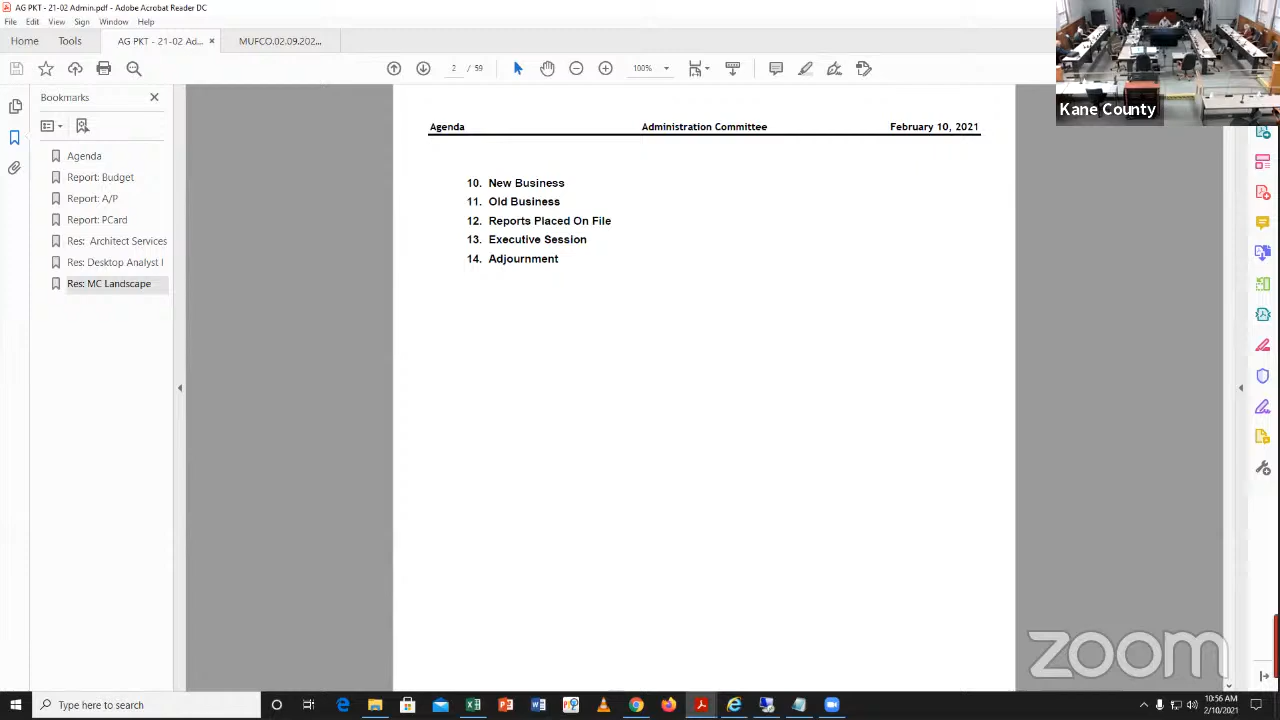 AG PKT - 21-02 Admin.pdf - Adobe Acrobat Reader DC
File Edit View Sign Window Help
Home Tools AG PKT - 21-02 Ad... × MUFCO.02.09.202...
2 59 100%
Kane County
Bookmarks
Agenda
Report: Budget
Report: A/P
Report: PCard
Res: Architect Services
Res: Desktop Analyst I
Res: MC Landscape
Agenda Administration Committee February 10, 2021
10. New Business
11. Old Business
12. Reports Placed On File
13. Executive Session
14. Adjournment
zoom
Type here to search
10:56 AM
2/10/2021